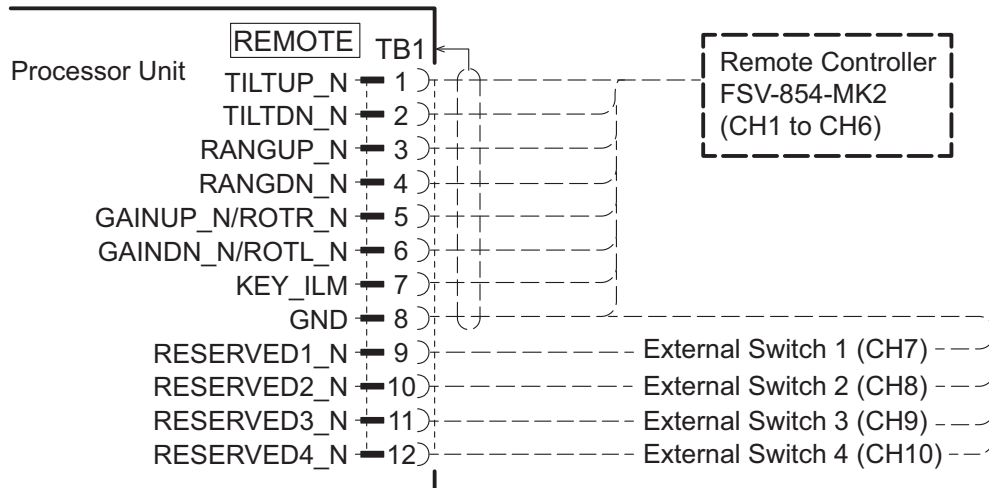 REMOTE TB1
Processor Unit
TILTUP_N 1
TILTDN_N 2
RANGUP_N 3
RANGDN_N 4
GAINUP_N/ROTR_N 5
GAINDN_N/ROTL_N 6
KEY_ILM 7
GND 8
RESERVED1_N 9
RESERVED2_N 10
RESERVED3_N 11
RESERVED4_N 12
Remote Controller
FSV-854-MK2
(CH1 to CH6)
External Switch 1 (CH7)
External Switch 2 (CH8)
External Switch 3 (CH9)
External Switch 4 (CH10)